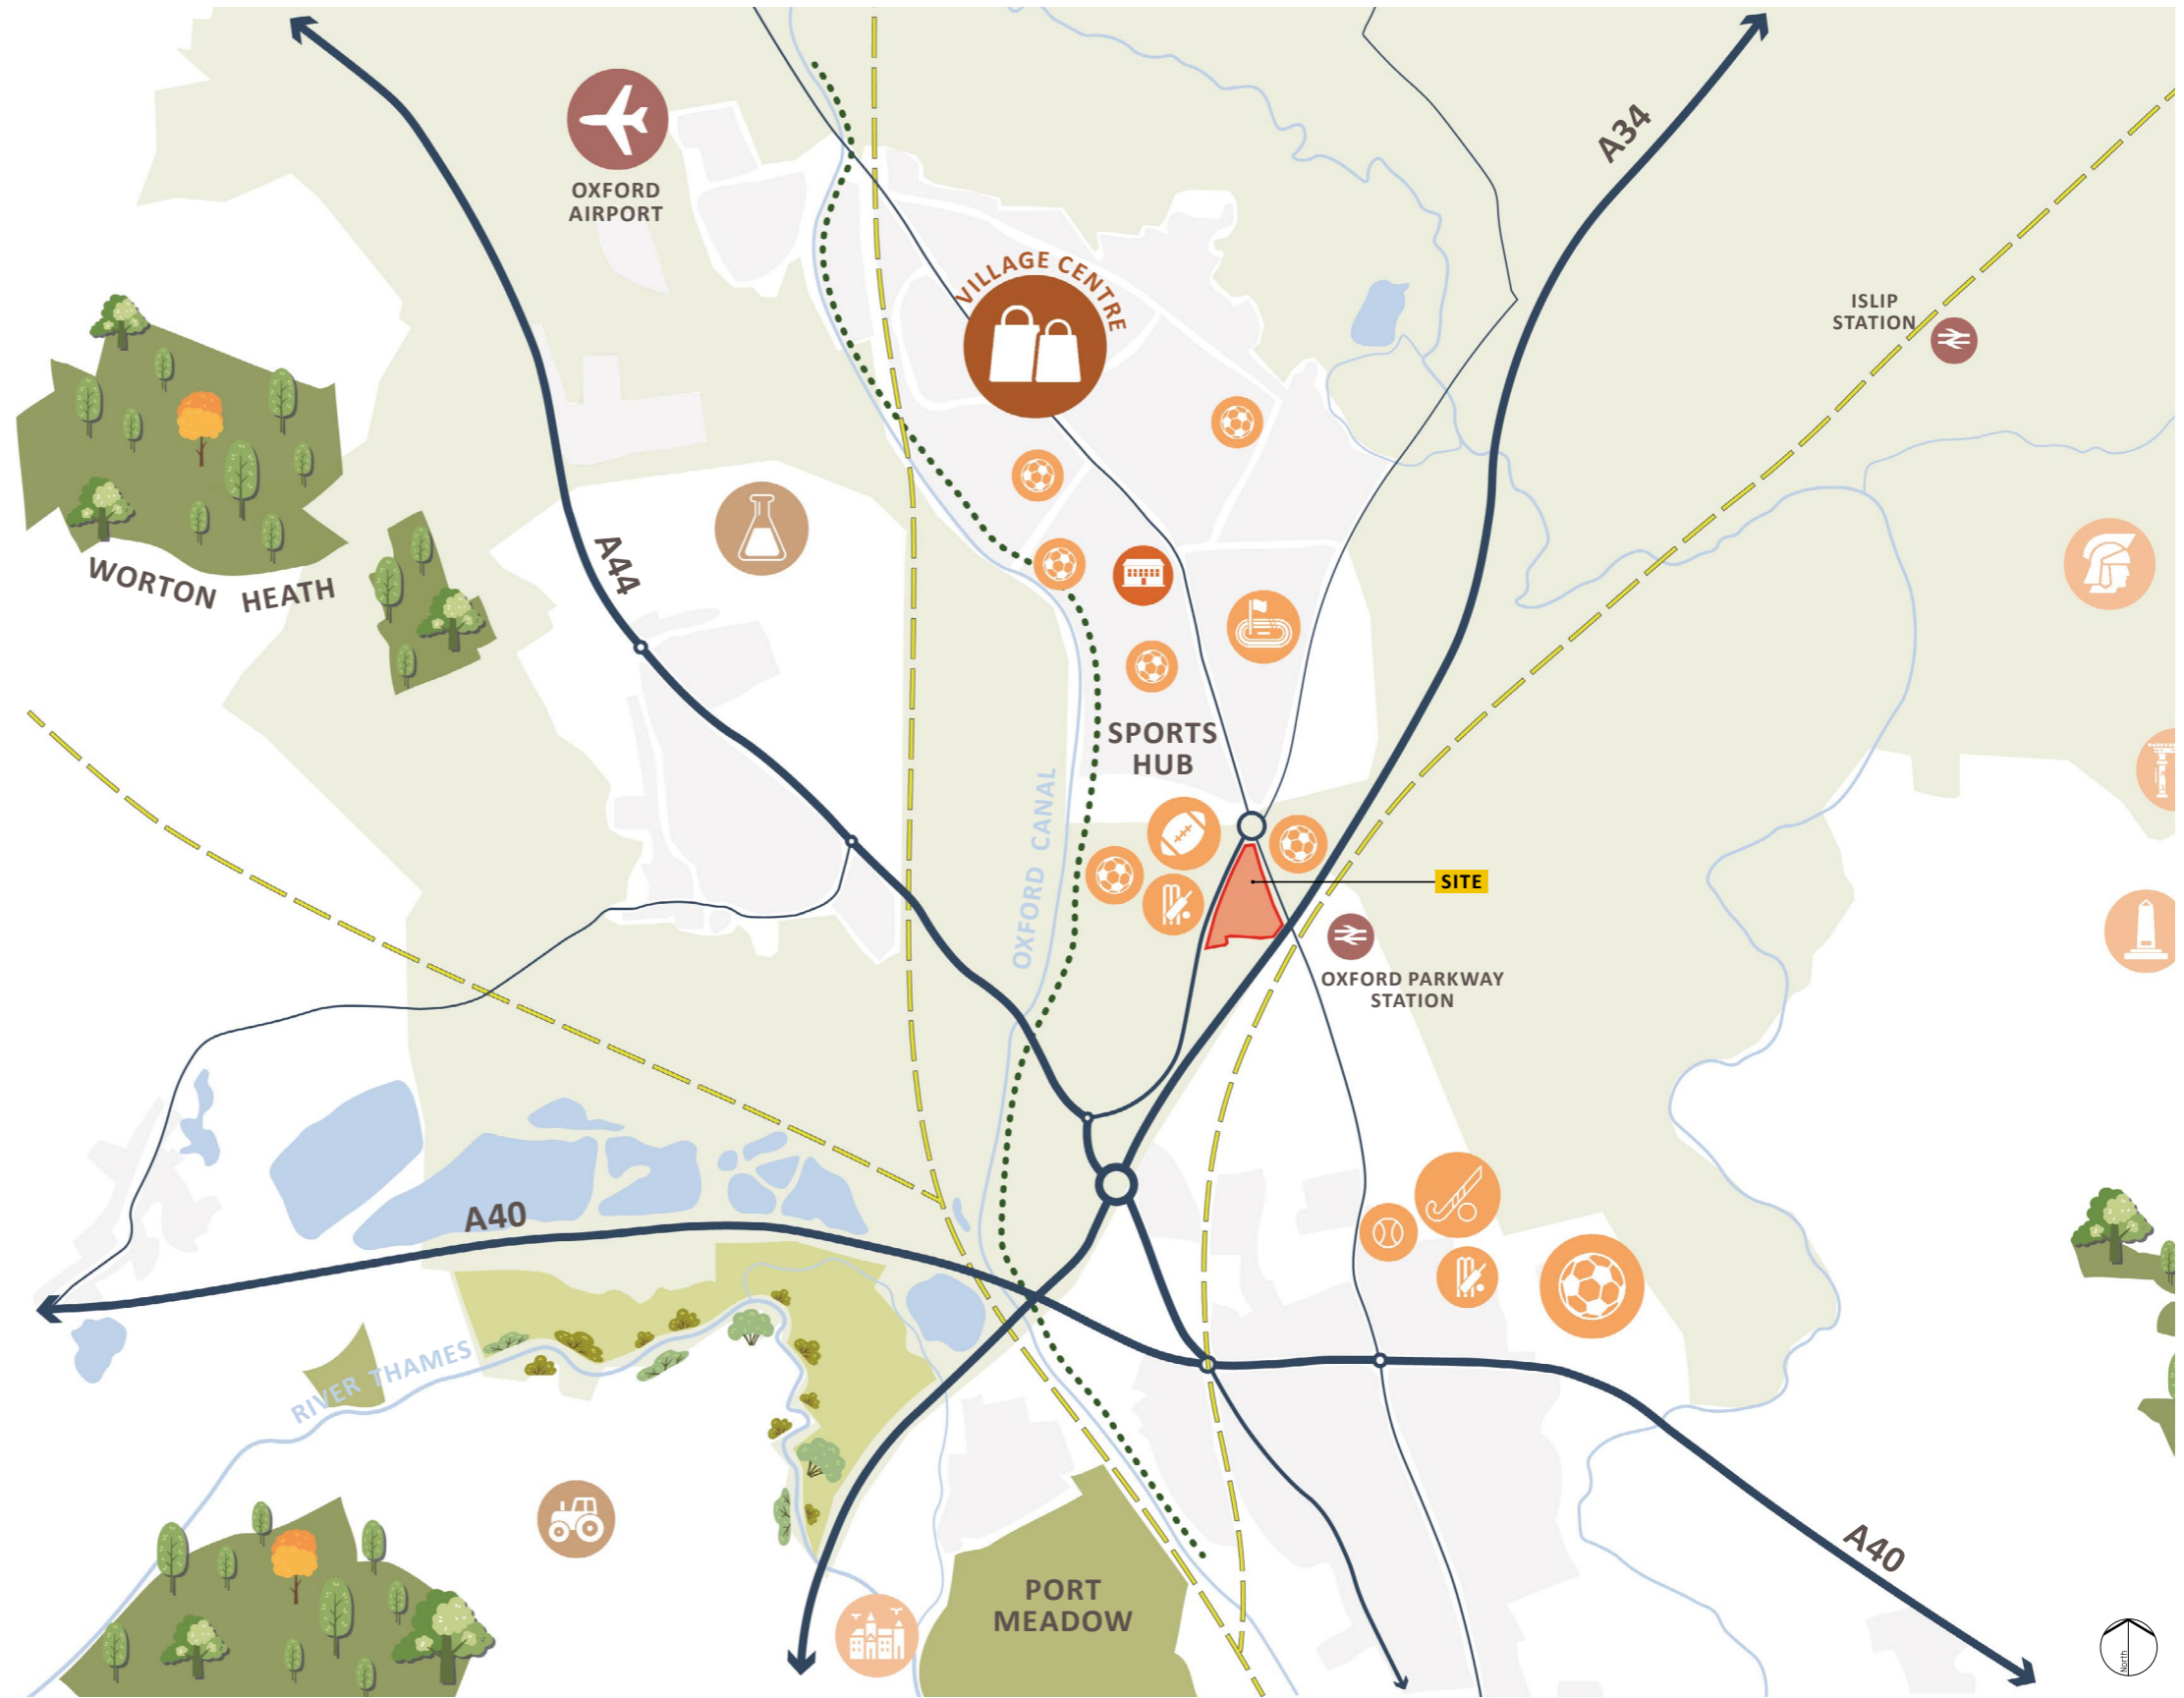 A34
OXFORD
AIRPORT
VILLAGE CENTRE
ISLIP
STATION
A44
WORTON HEATH
SPORTS
HUB
OXFORD CANAL
SITE
OXFORD PARKWAY
STATION
A40
RIVER THAMES
A40
PORT
MEADOW
North